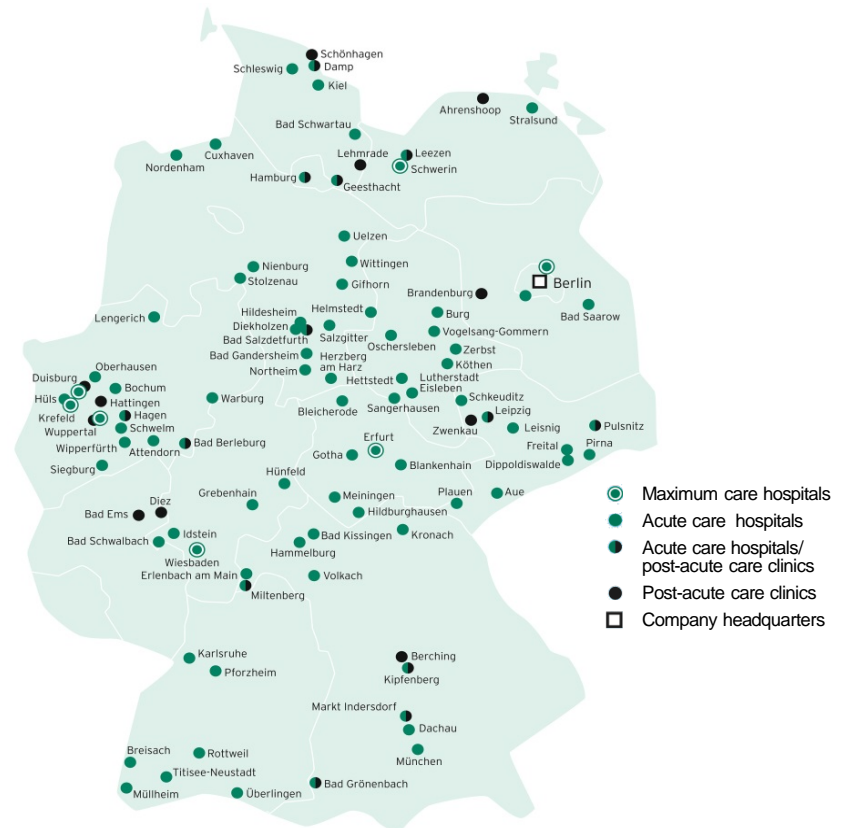 Schönhagen
Schleswig
Damp
Kiel
Ahrenshoop
Stralsund
Bad Schwartau
Cuxhaven
Nordenham
Lehmrade
Leezen
Schwerin
Hamburg
Geesthacht
Uelzen
Nienburg
Wittingen
Stolzenau
Gifhorn
Berlin
Brandenburg
Bad Saarow
Lengerich
Hildesheim
Helmstedt
Burg
Diekholzen
Bad Salzdetfurth
Salzgitter
Vogelsang-Gommern
Oschersleben
Bad Gandersheim
Herzberg
am Harz
Zerbst
Northeim
Köthen
Oberhausen
Duisburg
Bochum
Hettstedt
Lutherstadt
Eisleben
Hüls
Hattingen
Warburg
Bleicherode
Sangerhausen
Schkeuditz
Krefeld
Hagen
Leipzig
Wuppertal
Schwelm
Zwenkau
Leisnig
Pulsnitz
Wipperfürth
Attendorn
Bad Berleburg
Erfurt
Freital
Pirna
Gotha
Siegburg
Blankenhain
Dippoldiswalde
Hünfeld
Grebenhain
Meiningen
Plauen
Aue
Diez
Bad Ems
Hildburghausen
Idstein
Bad Schwalbach
Bad Kissingen
Kronach
Hammelburg
Wiesbaden
Erlenbach am Main
Volkach
Miltenberg
Karlsruhe
Pforzheim
Berching
Kipfenberg
Markt Indersdorf
Dachau
München
Breisach
Rottweil
Titisee-Neustadt
Müllheim
Überlingen
Bad Grönenbach
Maximum care hospitals
Acute care hospitals
Acute care hospitals/
post-acute care clinics
Post-acute care clinics
Company headquarters